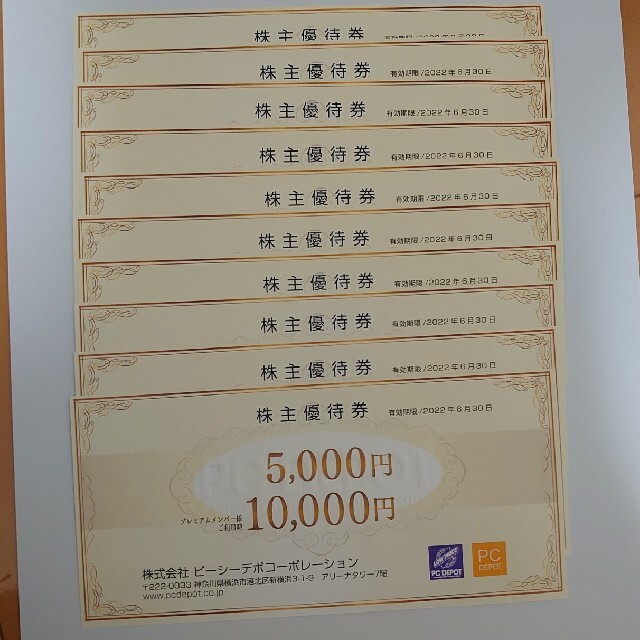 株主優待券
株主優待券 有効期限/2022年6月30日
株主優待券 有効期限/2022年6月30日
株主優待券 有効期限/2022年6月30日
株主優待券 有効期限/2022年6月30日
株主優待券 有効期限/2022年6月30日
株主優待券 有効期限/2022年6月30日
株主優待券 有効期限/2022年6月30日
株主優待券 有効期限/2022年6月30日
株主優待券 有効期限/2022年6月30日
5,000円
プレミアムメンバー様
ご利用時 10,000円
株式会社 ピーシーデポコーポレーション
〒222-0033 神奈川県横浜市港北区新横浜3-1-9 アリーナタワー7階
www.pcdepot.co.jp
PC DEPOT
PC
DEPOT